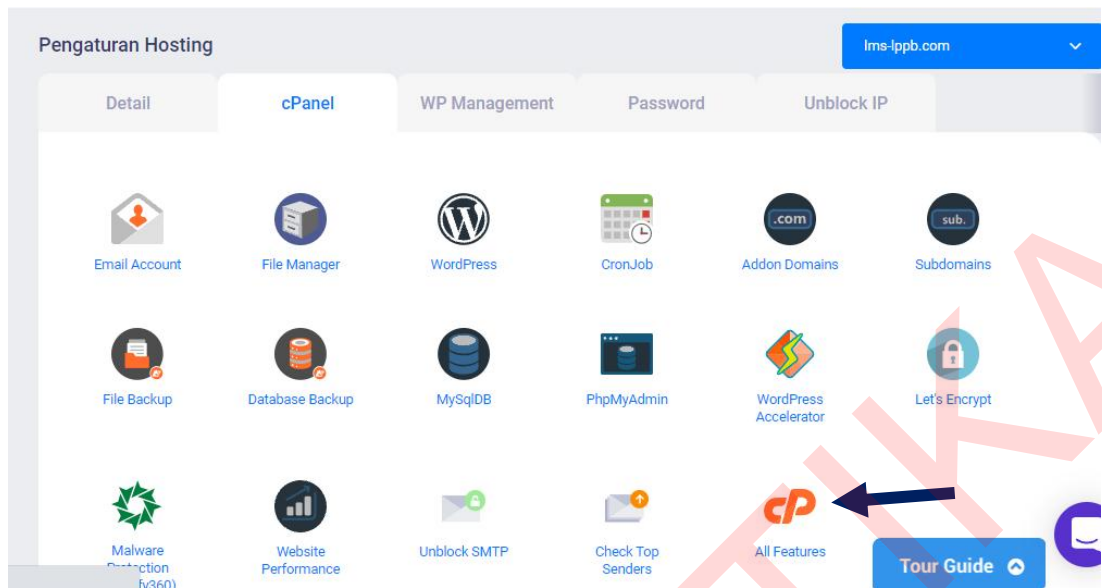 Pengaturan Hosting
lms-lppb.com
Detail cPanel WP Management Password Unblock IP
.com
sub.
Email Account File Manager WordPress CronJob Addon Domains Subdomains
File Backup Database Backup MySqlDB PhpMyAdmin WordPress Accelerator Let's Encrypt
cP
Malware Website Unblock SMTP Check Top All Features
Performance Senders
Tour Guide
TIKA